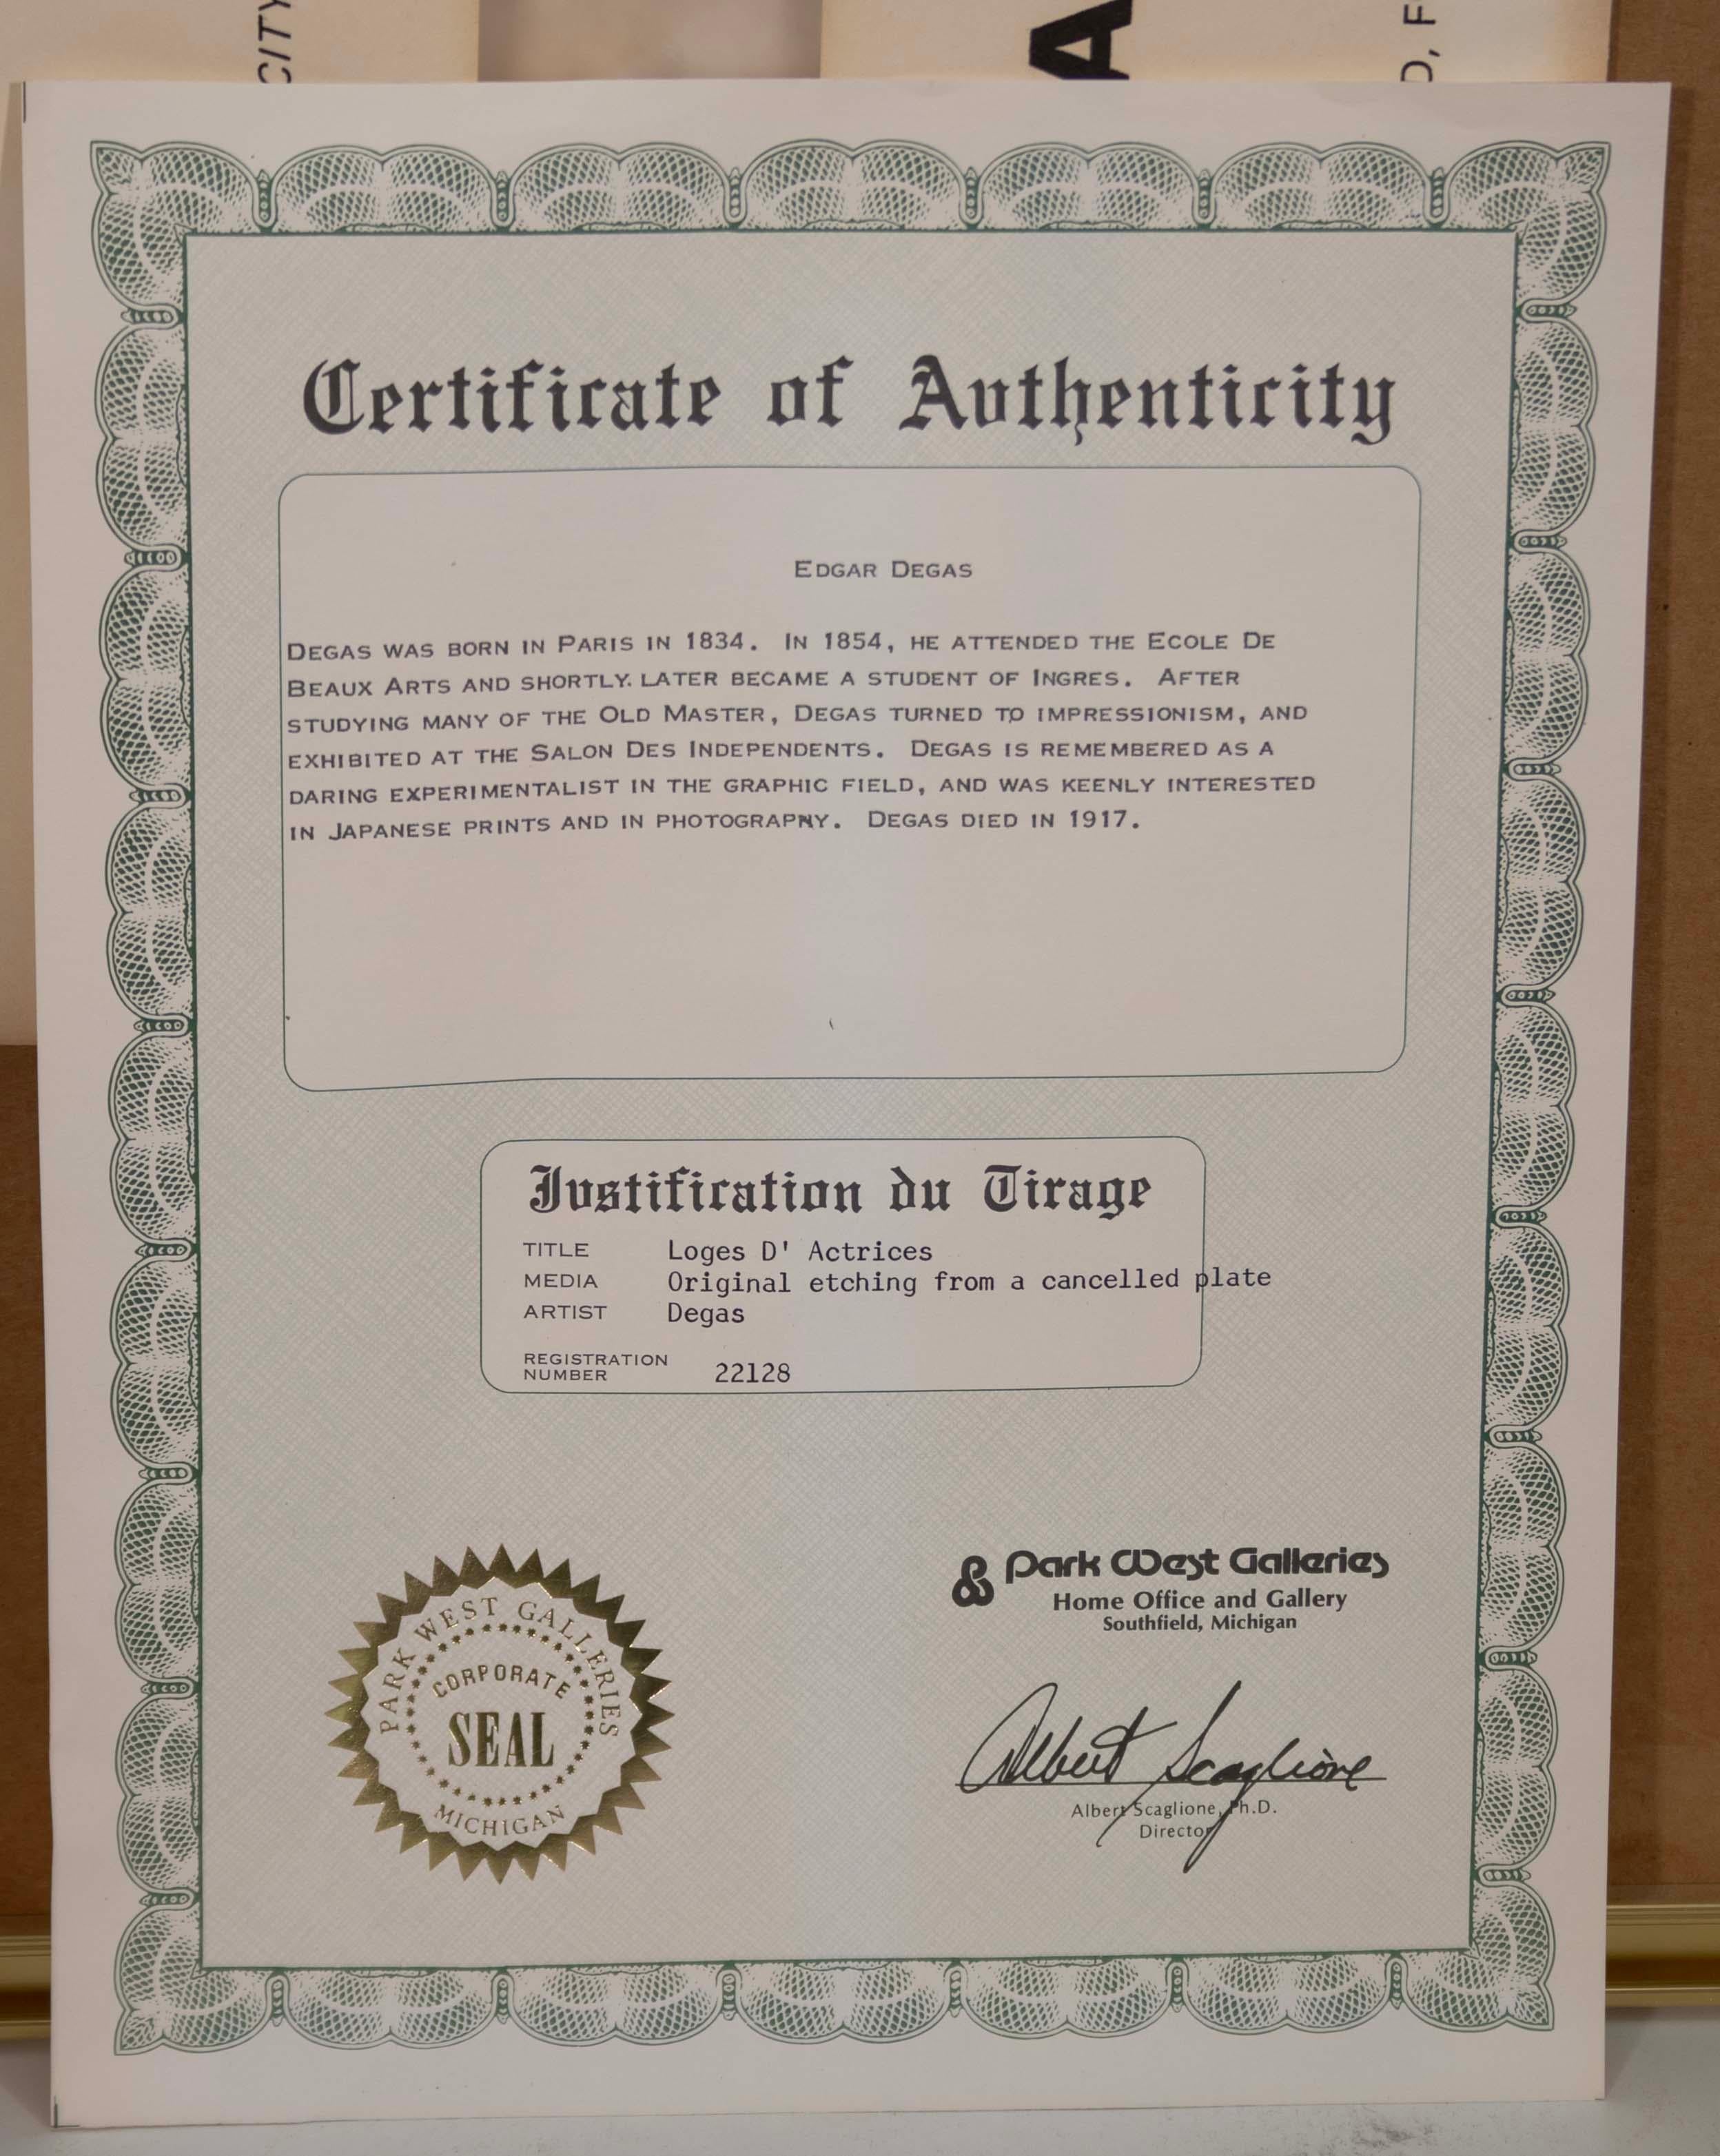 CITY
A
D, F
Certificate of Authenticity
EDGAR DEGAS
DEGAS WAS BORN IN PARIS IN 1834. IN 1854, HE ATTENDED THE ECOLE DE
BEAUX ARTS AND SHORTLY. LATER BECAME A STUDENT OF INGRES. AFTER
STUDYING MANY OF THE OLD MASTER, DEGAS TURNED TO IMPRESSIONISM, AND
EXHIBITED AT THE SALON DES INDEPENDENTS. DEGAS IS REMEMBERED AS A
DARING EXPERIMENTALIST IN THE GRAPHIC FIELD, AND WAS KEENLY INTERESTED
IN JAPANESE PRINTS AND IN PHOTOGRAPHY. DEGAS DIED IN 1917.
Justification du Tirage
TITLE Loges D' Actrices
MEDIA Original etching from a cancelled plate
ARTIST Degas
REGISTRATION
NUMBER 22128
PARK WEST GALLERIES
CORPORATE
SEAL
MICHIGAN
Park West Galleries
Home Office and Gallery
Southfield, Michigan
Albert Scaglione
Albert Scaglione, Ph.D.
Director